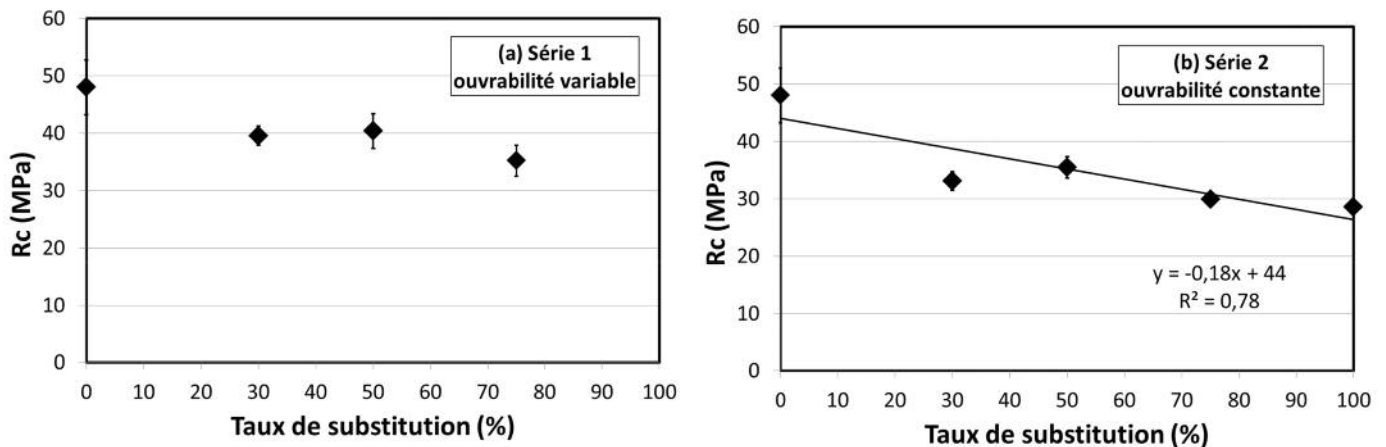 60
50
40
30
20
10
0
Rc (MPa)
(a) Série 1
ouvrabilité variable
0 10 20 30 40 50 60 70 80 90 100
Taux de substitution (%)
60
50
40
30
20
10
0
Rc (MPa)
(b) Série 2
ouvrabilité constante
y = -0,18x + 44
R² = 0,78
0 10 20 30 40 50 60 70 80 90 100
Taux de substitution (%)